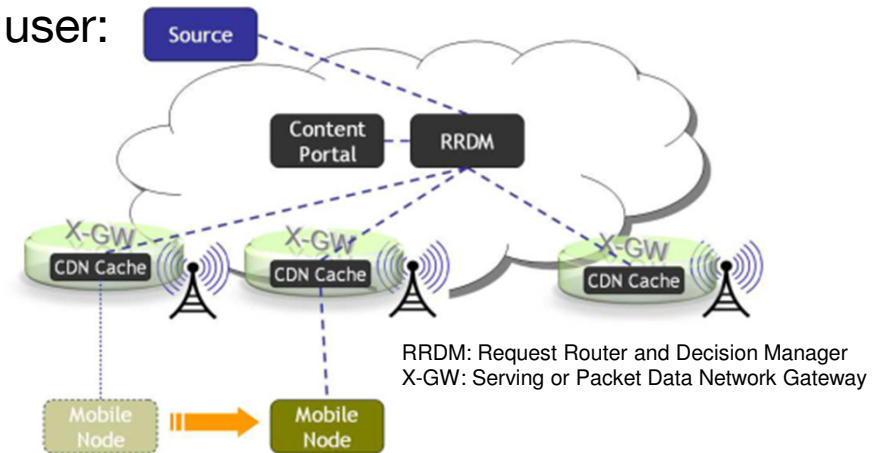 user:
Source
Content
Portal
RRDM
X-GW
CDN Cache
X-GW
CDN Cache
X-GW
CDN Cache
RRDM: Request Router and Decision Manager
X-GW: Serving or Packet Data Network Gateway
Mobile
Node
Mobile
Node